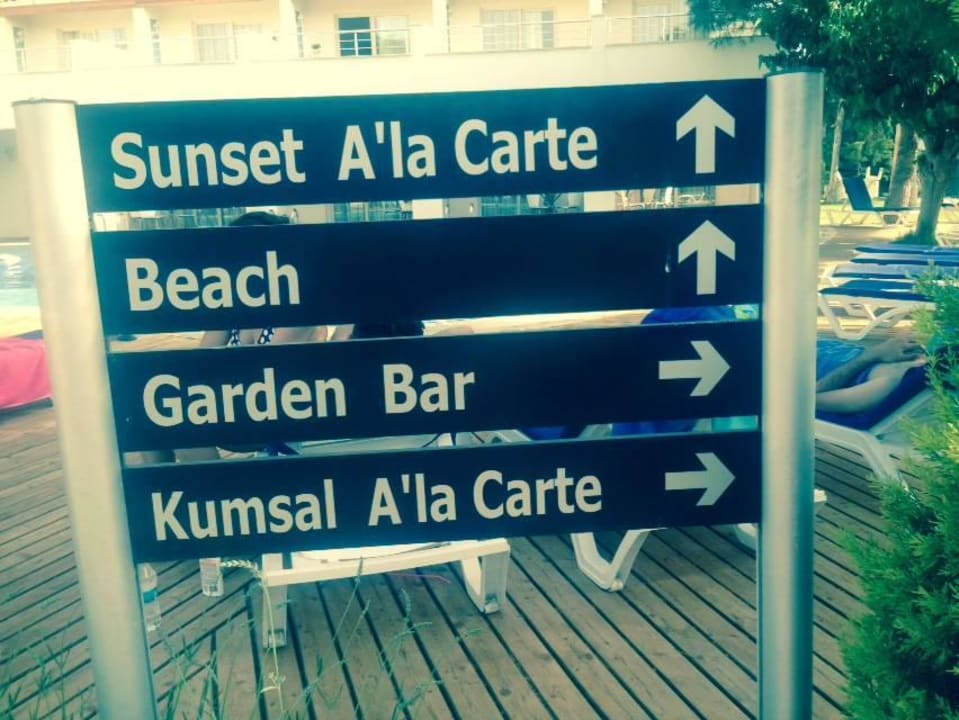 Sunset A'la Carte ↑
Beach ↑
Garden Bar →
Kumsal A'la Carte →